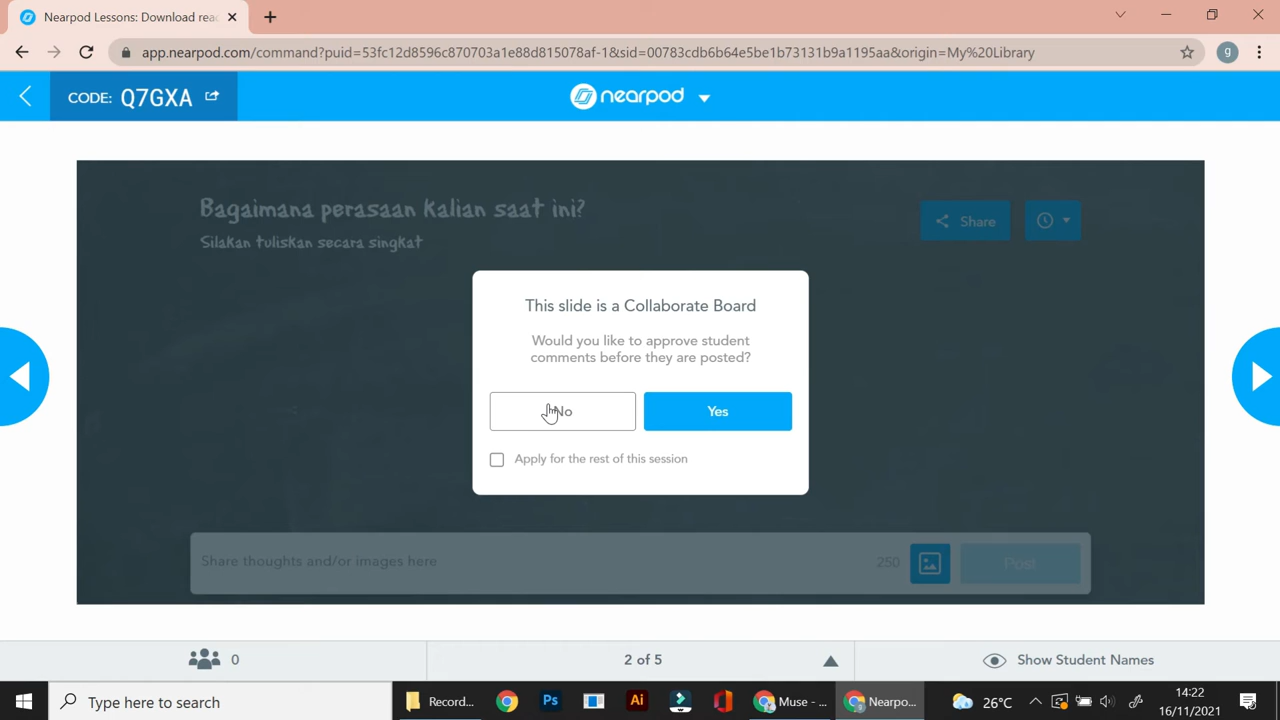 Nearpod Lessons: Download rea
app.nearpod.com/command?puid=53fc12d8596c870703a1e88d815078af-1&sid=00783cdb6b64e5be1b73131b9a1195aa&origin=My%20Library
g
CODE: Q7GXA
nearpod
Bagaimana perasaan kalian saat ini?
Silakan tuliskan secara singkat
Share
This slide is a Collaborate Board
Would you like to approve student
comments before they are posted?
No
Yes
Apply for the rest of this session
Share thoughts and/or images here
250
Post
0
2 of 5
Show Student Names
Type here to search
Record...
Ps
Ai
Muse - ...
Nearpo...
26°C
14:22
16/11/2021